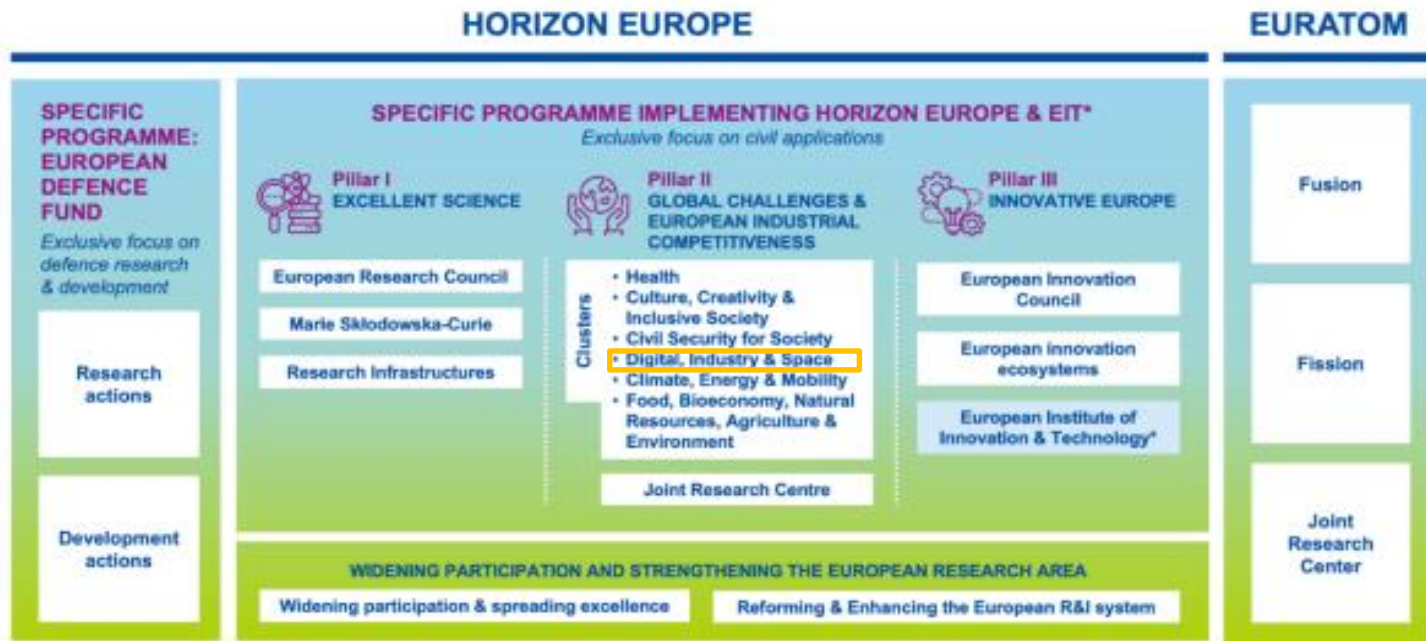 HORIZON EUROPE
EURATOM
SPECIFIC
PROGRAMME:
EUROPEAN
DEFENCE
FUND
Exclusive focus on
defence research
& development
Research
actions
Development
actions
SPECIFIC PROGRAMME IMPLEMENTING HORIZON EUROPE & EIT*
Exclusive focus on civil applications
Pillar I
EXCELLENT SCIENCE
European Research Council
Marie Skłodowska-Curie
Research Infrastructures
Pillar II
GLOBAL CHALLENGES &
EUROPEAN INDUSTRIAL
COMPETITIVENESS
Clusters
• Health
• Culture, Creativity &
Inclusive Society
• Civil Security for Society
• Digital, Industry & Space
• Climate, Energy & Mobility
• Food, Bioeconomy, Natural
Resources, Agriculture &
Environment
Joint Research Centre
Pillar III
INNOVATIVE EUROPE
European Innovation
Council
European innovation
ecosystems
European Institute of
Innovation & Technology*
WIDENING PARTICIPATION AND STRENGTHENING THE EUROPEAN RESEARCH AREA
Widening participation & spreading excellence
Reforming & Enhancing the European R&I system
Fusion
Fission
Joint
Research
Center